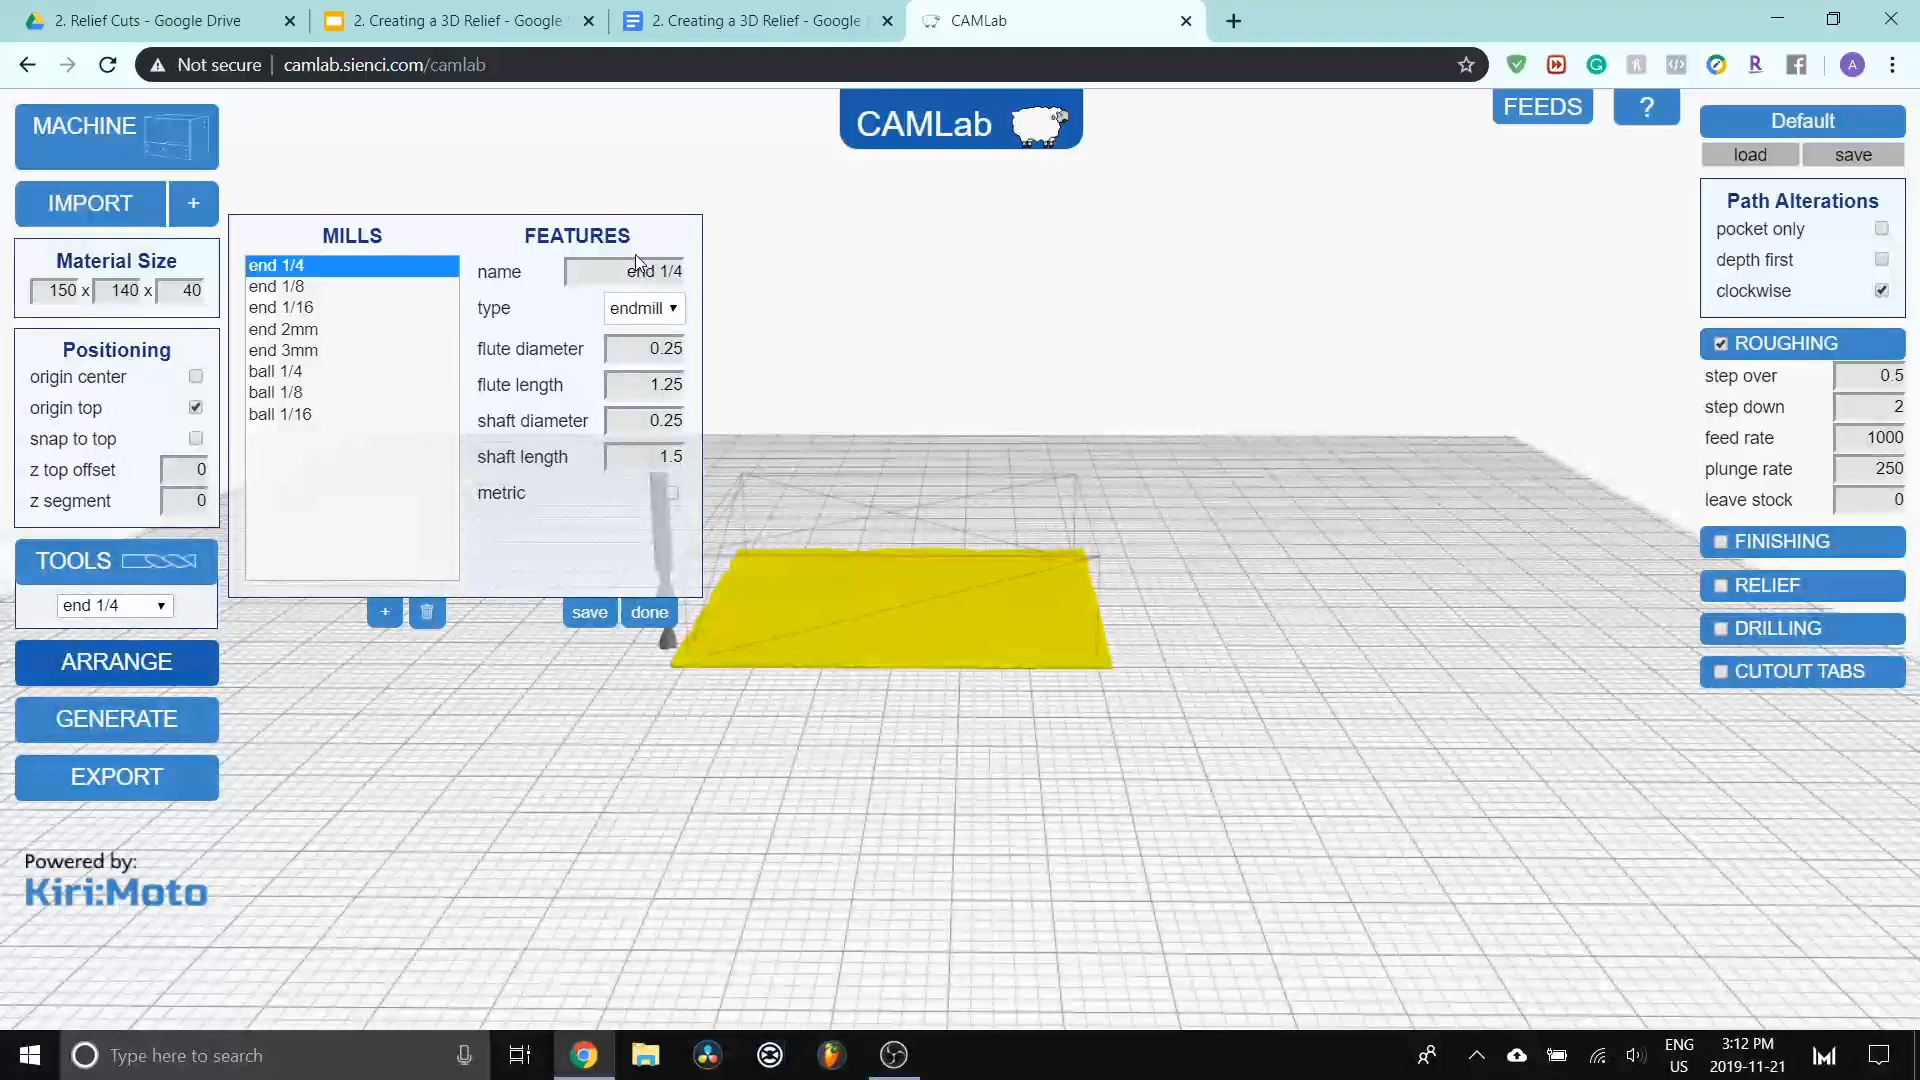 2. Relief Cuts - Google Drive
2. Creating a 3D Relief - Google
2. Creating a 3D Relief - Google
CAMLab
Not secure
camlab.sienci.com/camlab
MACHINE
CAMLab
FEEDS
?
Default
load
save
IMPORT
+
Material Size
150 x 140 x 40
Positioning
origin center
origin top
snap to top
z top offset 0
z segment 0
TOOLS
end 1/4
ARRANGE
GENERATE
EXPORT
Powered by:
Kiri:Moto
MILLS
end 1/4
end 1/8
end 1/16
end 2mm
end 3mm
ball 1/4
ball 1/8
ball 1/16
+
FEATURES
name end 1/4
type endmill
flute diameter 0.25
flute length 1.25
shaft diameter 0.25
shaft length 1.5
metric
save
done
Path Alterations
pocket only
depth first
clockwise
ROUGHING
step over 0.5
step down 2
feed rate 1000
plunge rate 250
leave stock 0
FINISHING
RELIEF
DRILLING
CUTOUT TABS
Type here to search
ENG
US
3:12 PM
2019-11-21